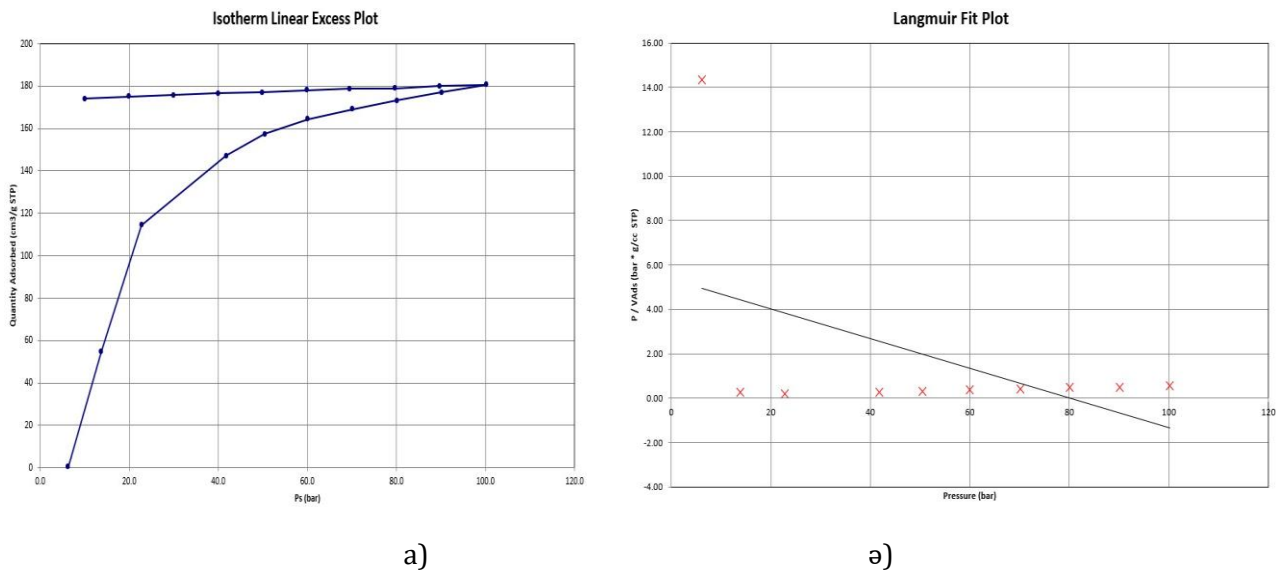 Isotherm Linear Excess Plot
200
180
160
140
120
100
80
60
40
20
0
Quantity Adsorbed (cm3/g STP)
0.0 20.0 40.0 60.0 80.0 100.0 120.0
Ps (bar)
a)
Langmuir Fit Plot
16.00
14.00
12.00
10.00
8.00
6.00
4.00
2.00
0.00
-2.00
-4.00
P / VAds (bar * g/cc STP)
0 20 40 60 80 100 120
Pressure (bar)
ә)